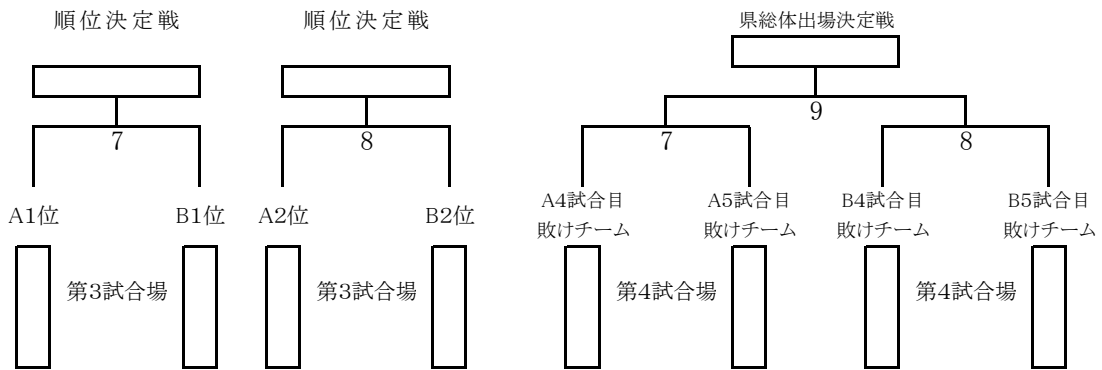 順位決定戦
順位決定戦
県総体出場決定戦
9
7
8
7
8
A1位
B1位
A2位
B2位
A4試合目
敗けチーム
A5試合目
敗けチーム
B4試合目
敗けチーム
B5試合目
敗けチーム
第3試合場
第3試合場
第4試合場
第4試合場